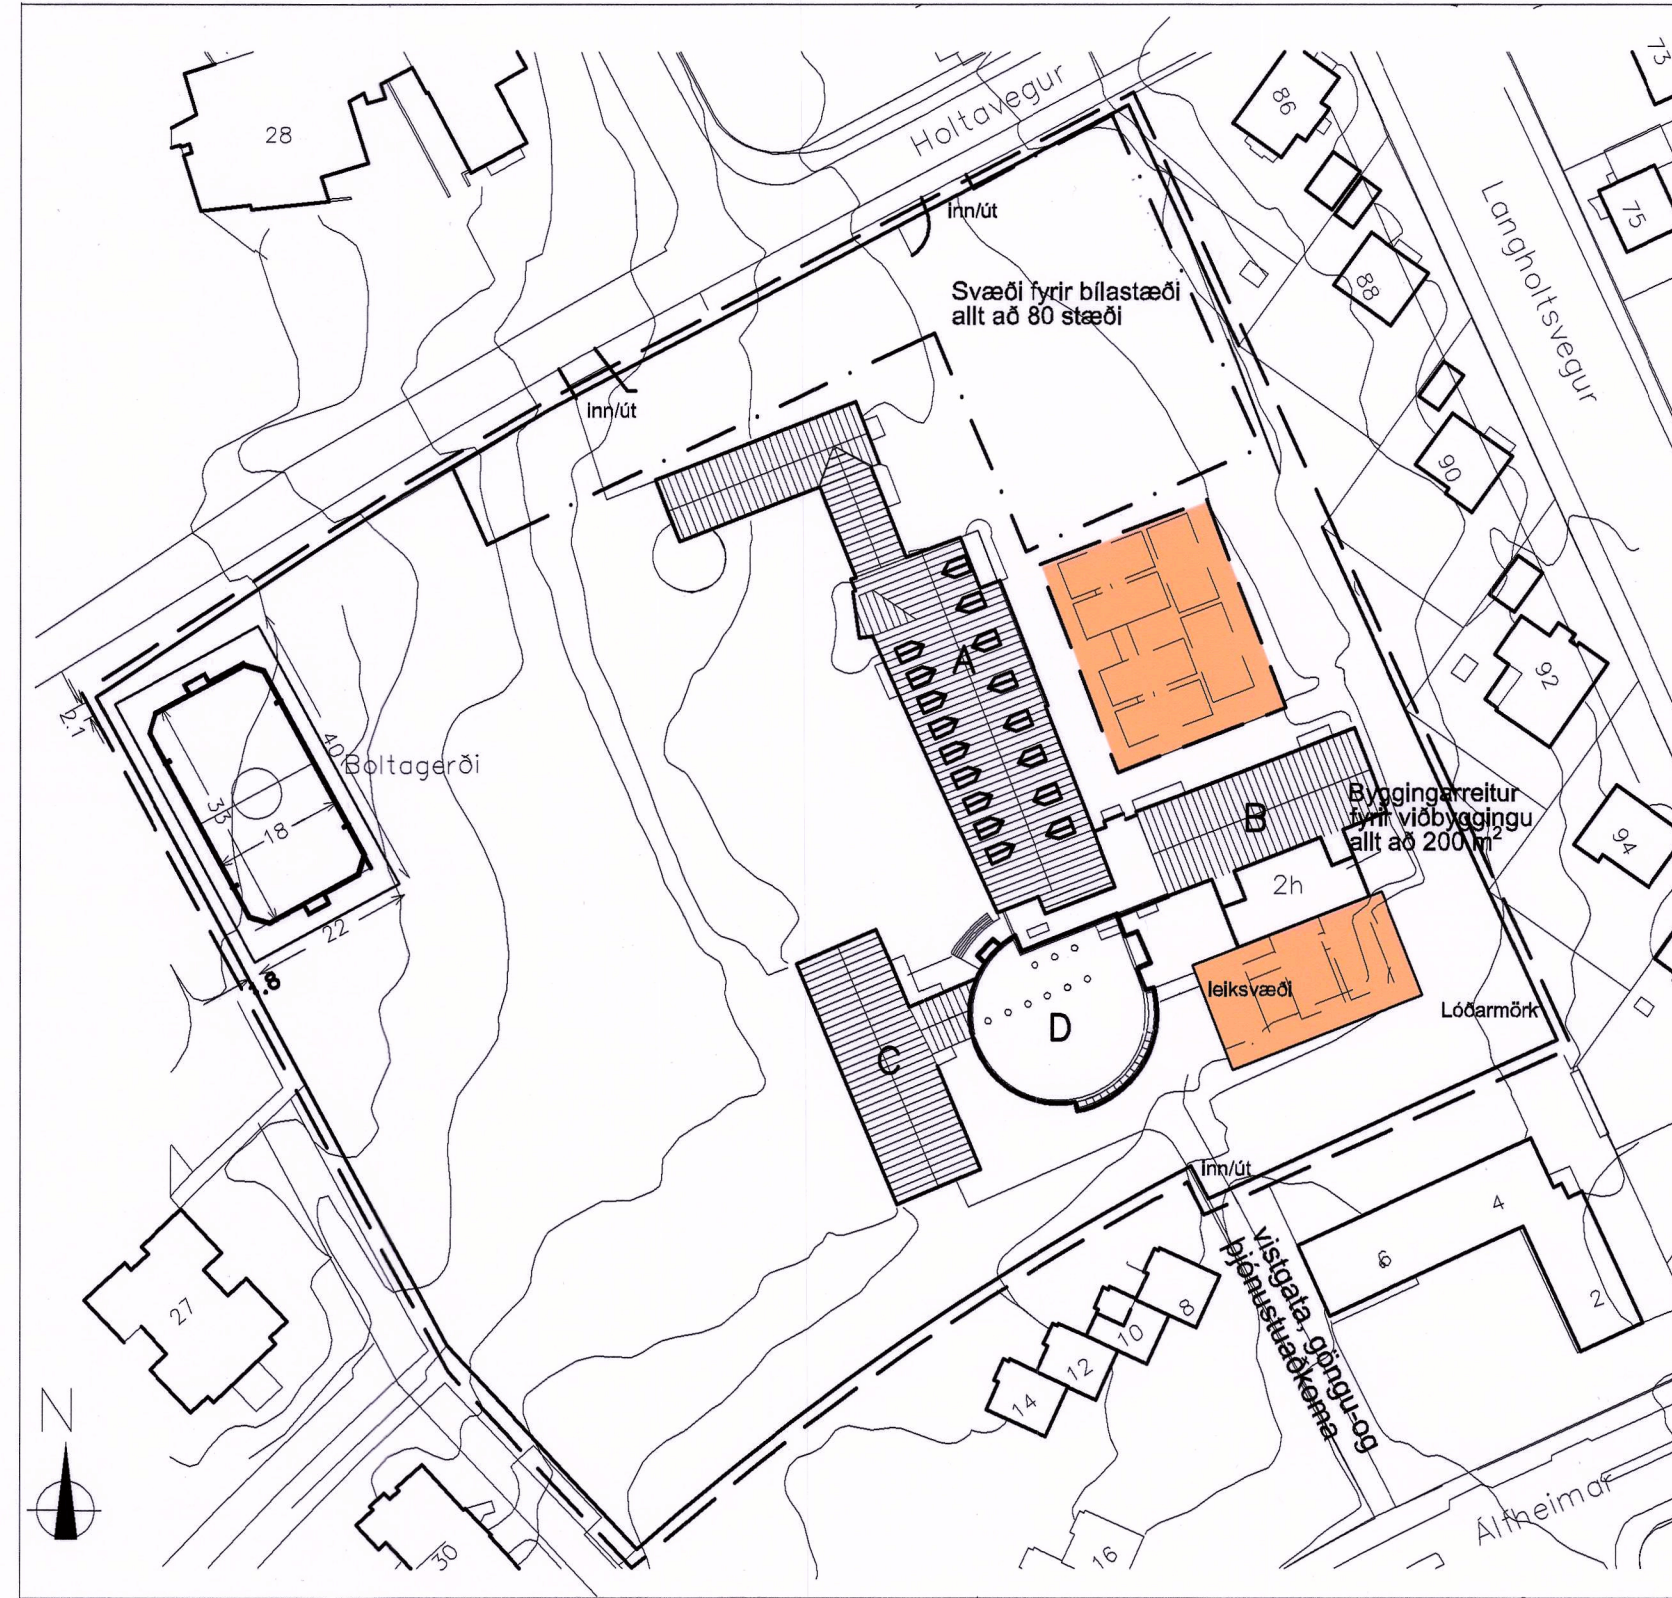 28
Holtavegur
86
73
75
Langholtsvegur
inn/út
88
Svæði fyrir bílastæði
allt að 80 stæði
inn/út
90
92
A
2.1
40
Boltagerði
33
18
22
B
Byggingarreitur
fyrir viðbyggingu
allt að 200 m²
94
2h
leiksvæði
Lóðarmörk
D
C
inn/út
4
6
2
vistgata, göngu-og
þjónustuaðkoma
27
8
10
12
14
N
30
16
Álfheimar